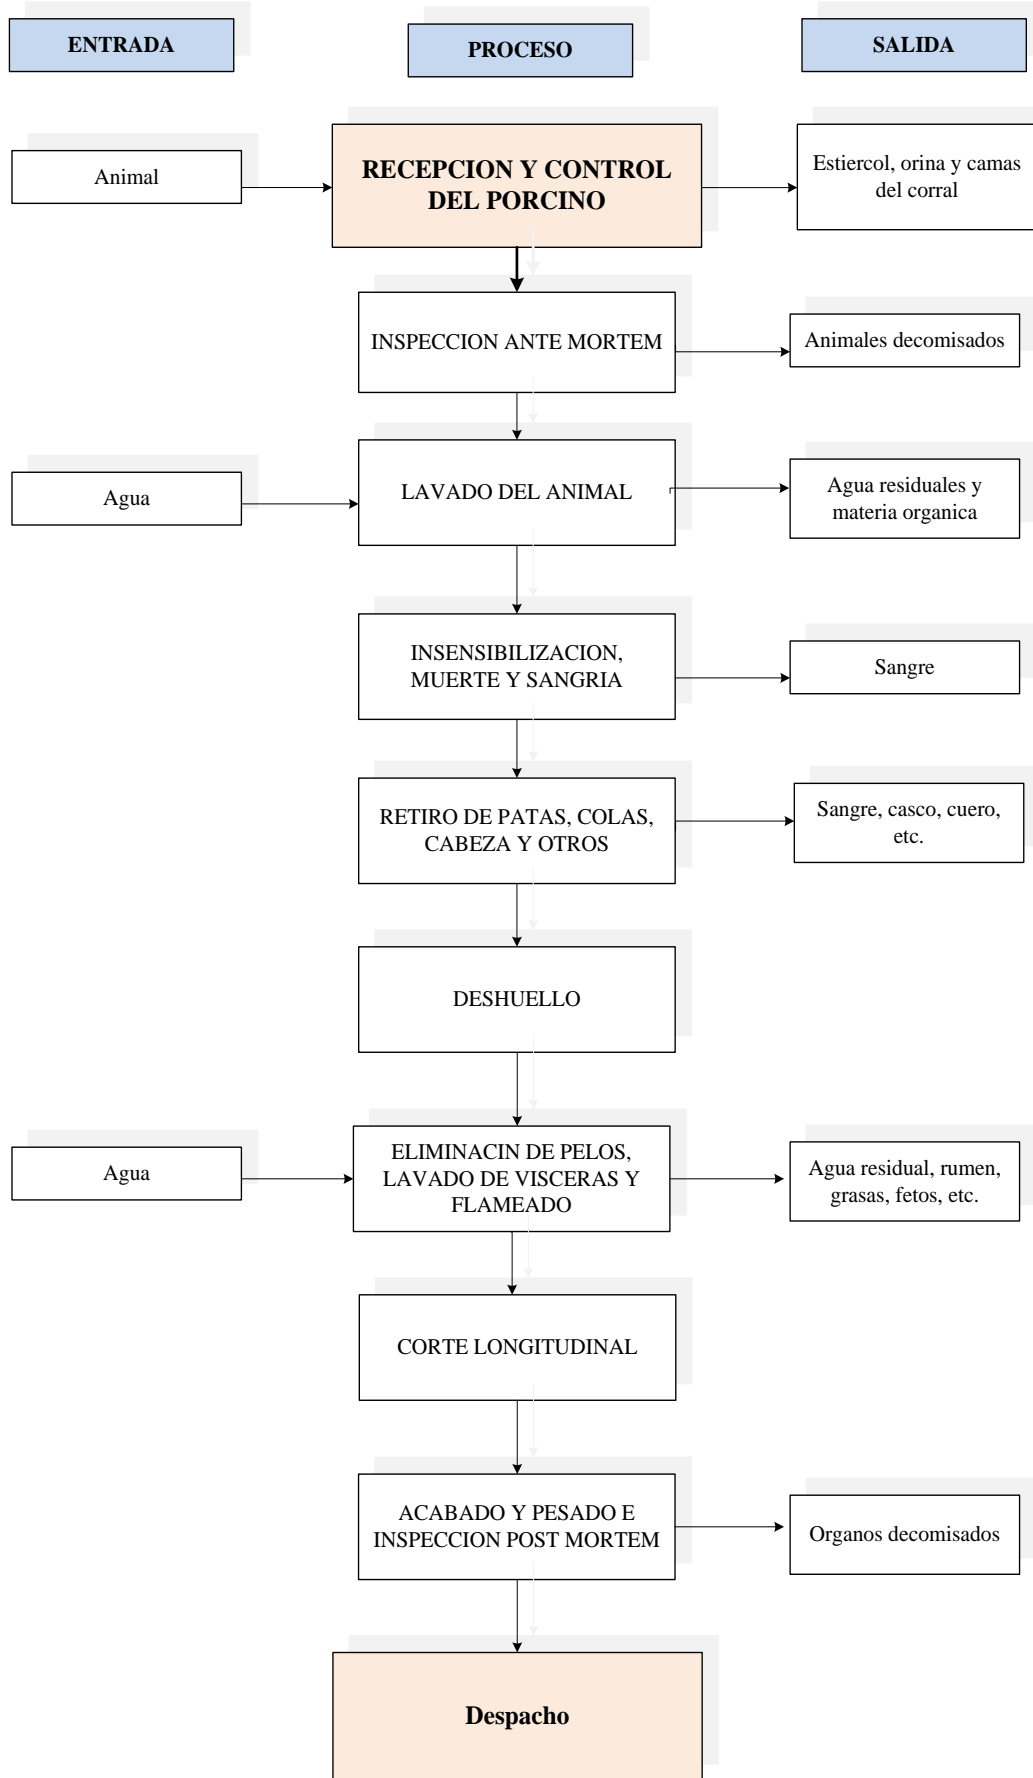 ENTRADA
PROCESO
SALIDA
Animal
RECEPCION Y CONTROL
DEL PORCINO
Estiercol, orina y camas
del corral
INSPECCION ANTE MORTEM
Animales decomisados
Agua
LAVADO DEL ANIMAL
Agua residuales y
materia organica
INSENSIBILIZACION,
MUERTE Y SANGRIA
Sangre
RETIRO DE PATAS, COLAS,
CABEZA Y OTROS
Sangre, casco, cuero,
etc.
DESHUELLO
Agua
ELIMINACIN DE PELOS,
LAVADO DE VISCERAS Y
FLAMEADO
Agua residual, rumen,
grasas, fetos, etc.
CORTE LONGITUDINAL
ACABADO Y PESADO E
INSPECCION POST MORTEM
Organos decomisados
Despacho